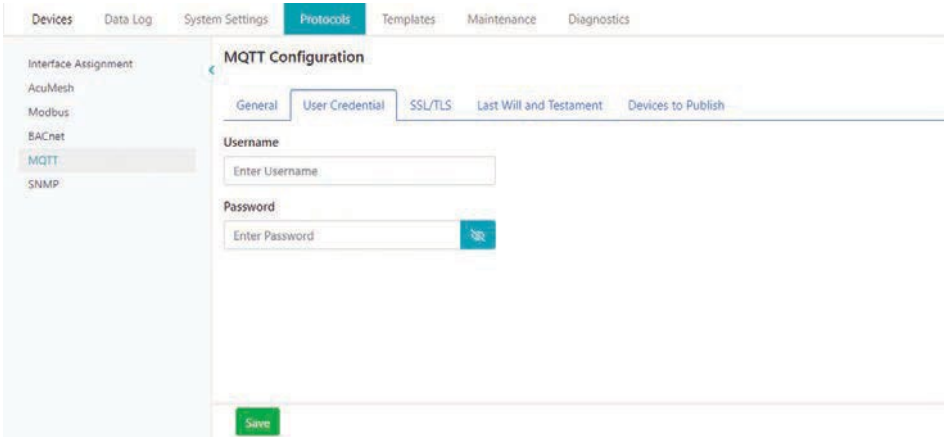 Devices Data Log System Settings Protocols Templates Maintenance Diagnostics
Interface Assignment
AcuMesh
Modbus
BACnet
MQTT
SNMP
MQTT Configuration
General User Credential SSL/TLS Last Will and Testament Devices to Publish
Username
Enter Username
Password
Enter Password
Save